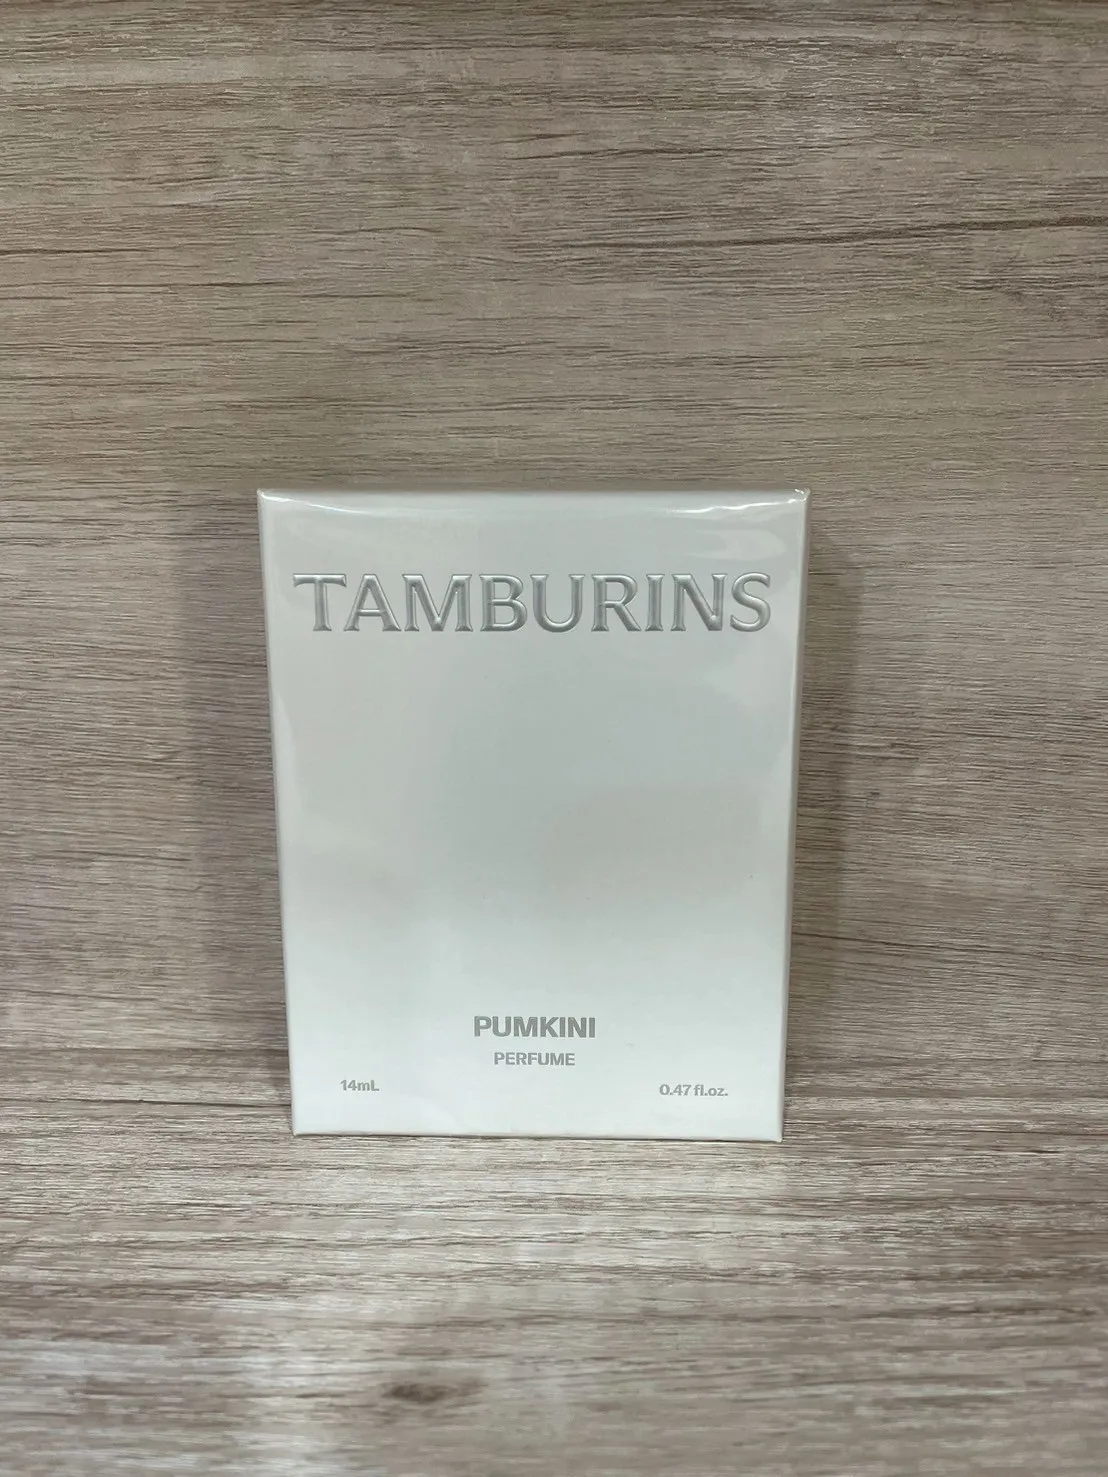 TAMBURINS
PUMKINI
PERFUME
14mL
0.47 fl.oz.